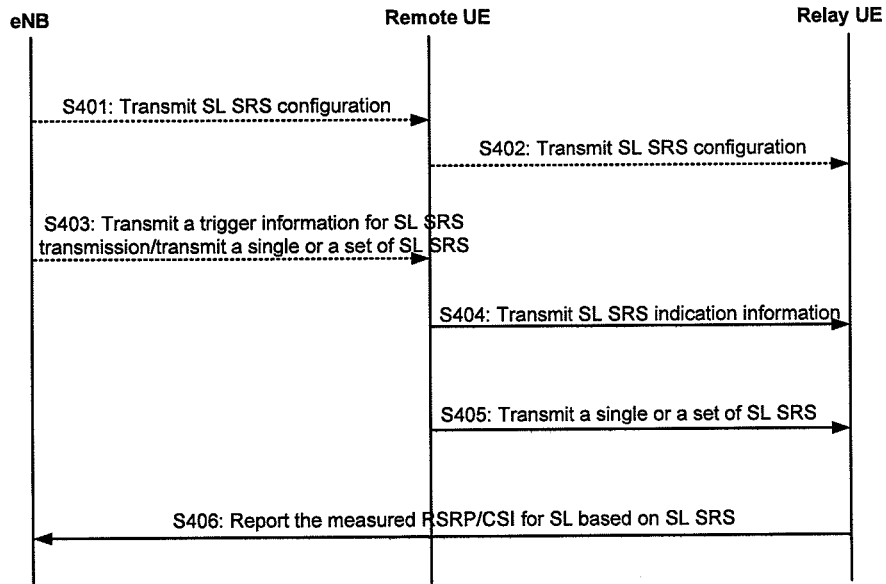 eNB
Remote UE
Relay UE
S401: Transmit SL SRS configuration
S402: Transmit SL SRS configuration
S403: Transmit a trigger information for SL SRS
transmission/transmit a single or a set of SL SRS
S404: Transmit SL SRS indication information
S405: Transmit a single or a set of SL SRS
S406: Report the measured RSRP/CSI for SL based on SL SRS